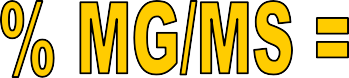 % MG/MS =